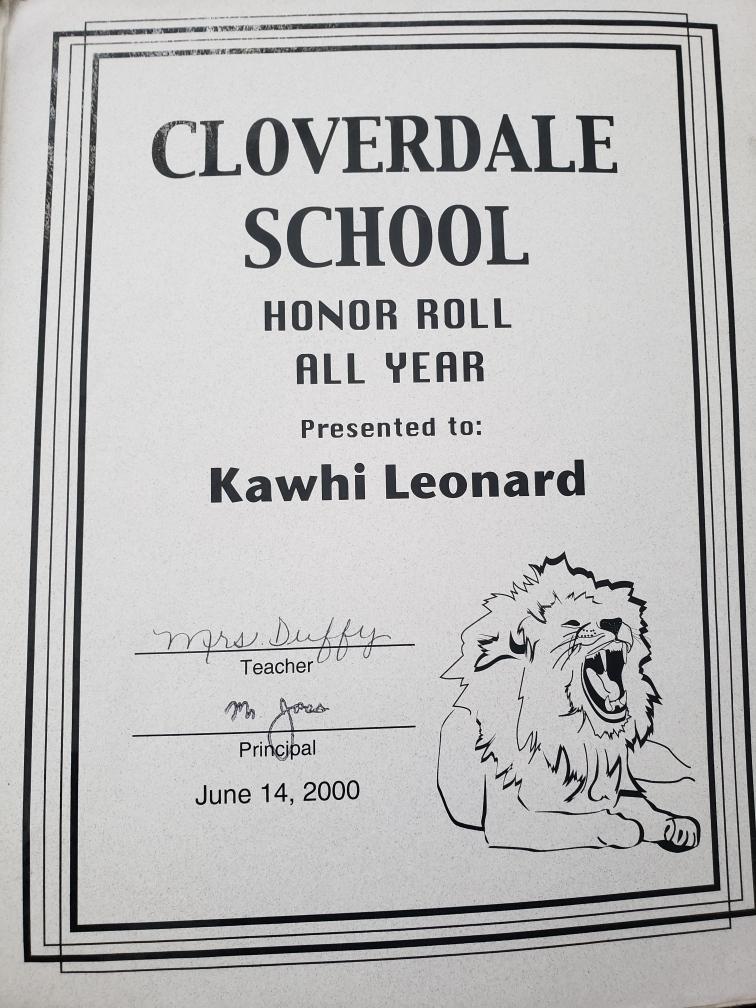 CLOVERDALE
SCHOOL
HONOR ROLL
ALL YEAR
Presented to:
Kawhi Leonard
Mrs. Duffy
Teacher
Principal
June 14, 2000